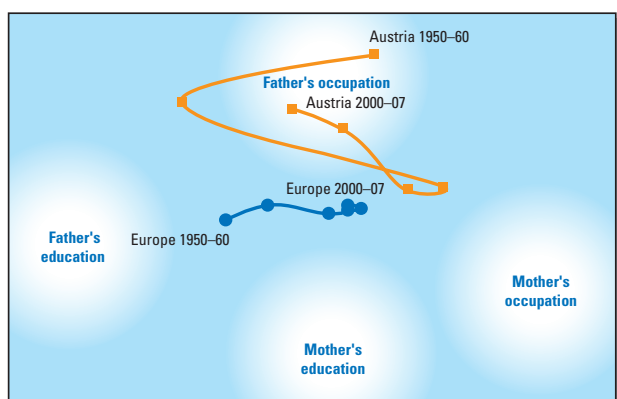 Austria 1950–60
Father's occupation
Austria 2000–07
Europe 2000–07
Father's
education
Europe 1950–60
Mother's
occupation
Mother's
education